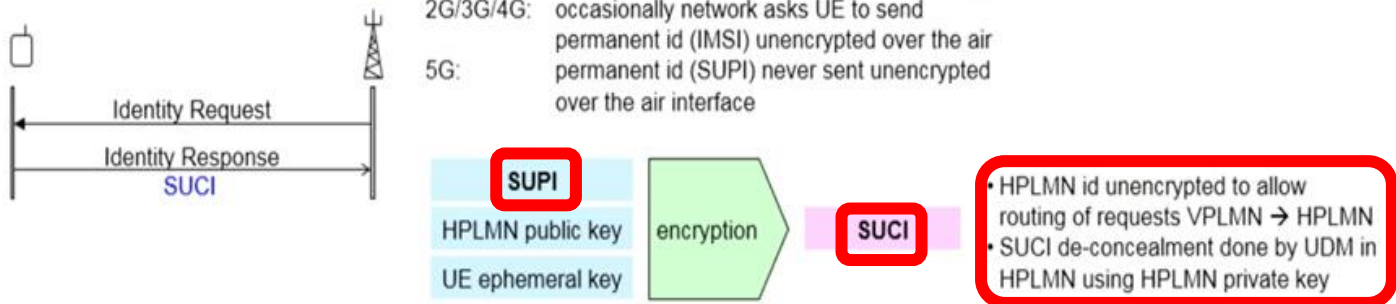 2G/3G/4G: occasionally network asks UE to send
permanent id (IMSI) unencrypted over the air
5G: permanent id (SUPI) never sent unencrypted
over the air interface
Identity Request
Identity Response
SUCI
SUPI
HPLMN public key
UE ephemeral key
encryption
SUCI
• HPLMN id unencrypted to allow
routing of requests VPLMN → HPLMN
• SUCI de-concealment done by UDM in
HPLMN using HPLMN private key